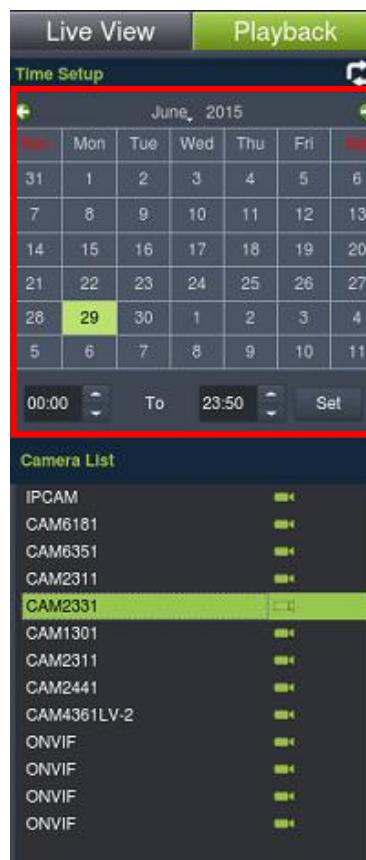 Live View Playback
Time Setup
June, 2015
Mon Tue Wed Thu Fri
31 1 2 3 4 5 6
7 8 9 10 11 12 13
14 15 16 17 18 19 20
21 22 23 24 25 26 27
28 29 30 1 2 3 4
5 6 7 8 9 10 11
00:00 To 23:50 Set
Camera List
IPCAM
CAM6181
CAM6351
CAM2311
CAM2331
CAM1301
CAM2311
CAM2441
CAM4361LV-2
ONVIF
ONVIF
ONVIF
ONVIF